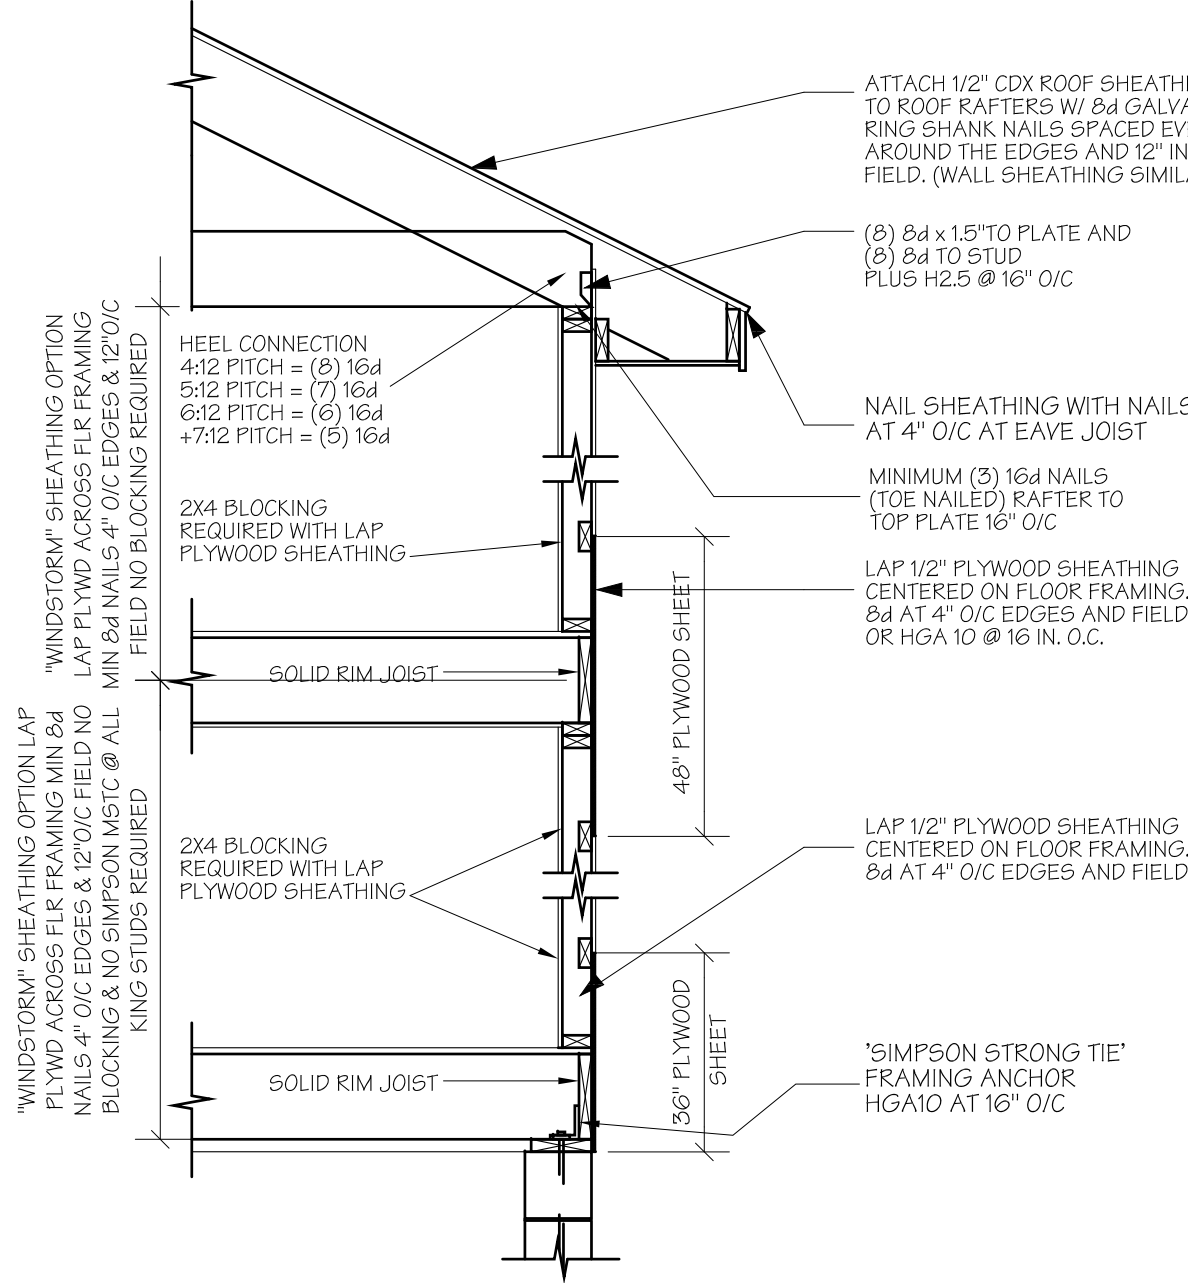 ATTACH 1/2" CDX ROOF
TO ROOF RAFTERS W/ 8d
RING SHANK NAILS SPACED
AROUND THE EDGES AND 12" IN
FIELD. (WALL SHEATHING
(8) 8d x 1.5"TO PLATE AND
(8) 8d TO STUD
PLUS H2.5 @ 16" O/C
HEEL CONNECTION
4:12 PITCH = (8) 16d
5:12 PITCH = (7) 16d
6:12 PITCH = (6) 16d
+7:12 PITCH = (5) 16d
NAIL SHEATHING WITH NAILS
AT 4" O/C AT EAVE JOIST
MINIMUM (3) 16d NAILS
(TOE NAILED) RAFTER TO
TOP PLATE 16" O/C
2X4 BLOCKING
REQUIRED WITH LAP
PLYWOOD SHEATHING
LAP 1/2" PLYWOOD SHEATHING
CENTERED ON FLOOR FRAMING.
8d AT 4" O/C EDGES AND FIELD
OR HGA 10 @ 16 IN. O.C.
"WINDSTORM" SHEATHING OPTION
LAP PLYWD ACROSS FLR FRAMING
MIN 8d NAILS 4" O/C EDGES & 12"O/C
FIELD NO BLOCKING REQUIRED
SOLID RIM JOIST
48" PLYWOOD SHEET
"WINDSTORM" SHEATHING OPTION LAP
PLYWD ACROSS FLR FRAMING MIN 8d
NAILS 4" O/C EDGES & 12"O/C FIELD NO
BLOCKING & NO SIMPSON MSTC @ ALL
KING STUDS REQUIRED
2X4 BLOCKING
REQUIRED WITH LAP
PLYWOOD SHEATHING
LAP 1/2" PLYWOOD SHEATHING
CENTERED ON FLOOR FRAMING.
8d AT 4" O/C EDGES AND FIELD
36" PLYWOOD
SHEET
SOLID RIM JOIST
'SIMPSON STRONG TIE'
FRAMING ANCHOR
HGA10 AT 16" O/C